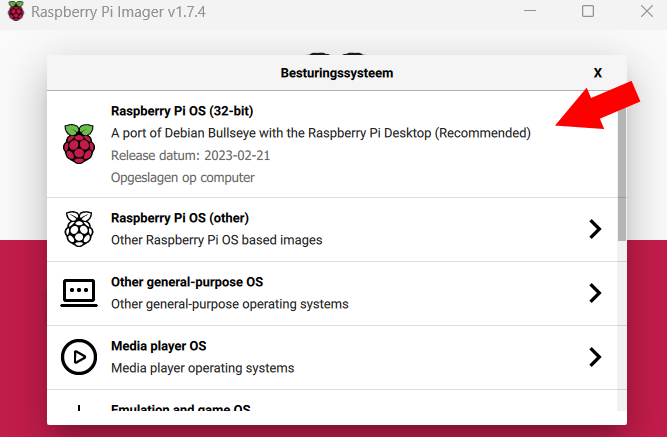 Raspberry Pi Imager v1.7.4
Besturingssysteem X
Raspberry Pi OS (32-bit)
A port of Debian Bullseye with the Raspberry Pi Desktop (Recommended)
Release datum: 2023-02-21
Opgeslagen op computer
Raspberry Pi OS (other)
Other Raspberry Pi OS based images
Other general-purpose OS
Other general-purpose operating systems
Media player OS
Media player operating systems
Emulation and game OS